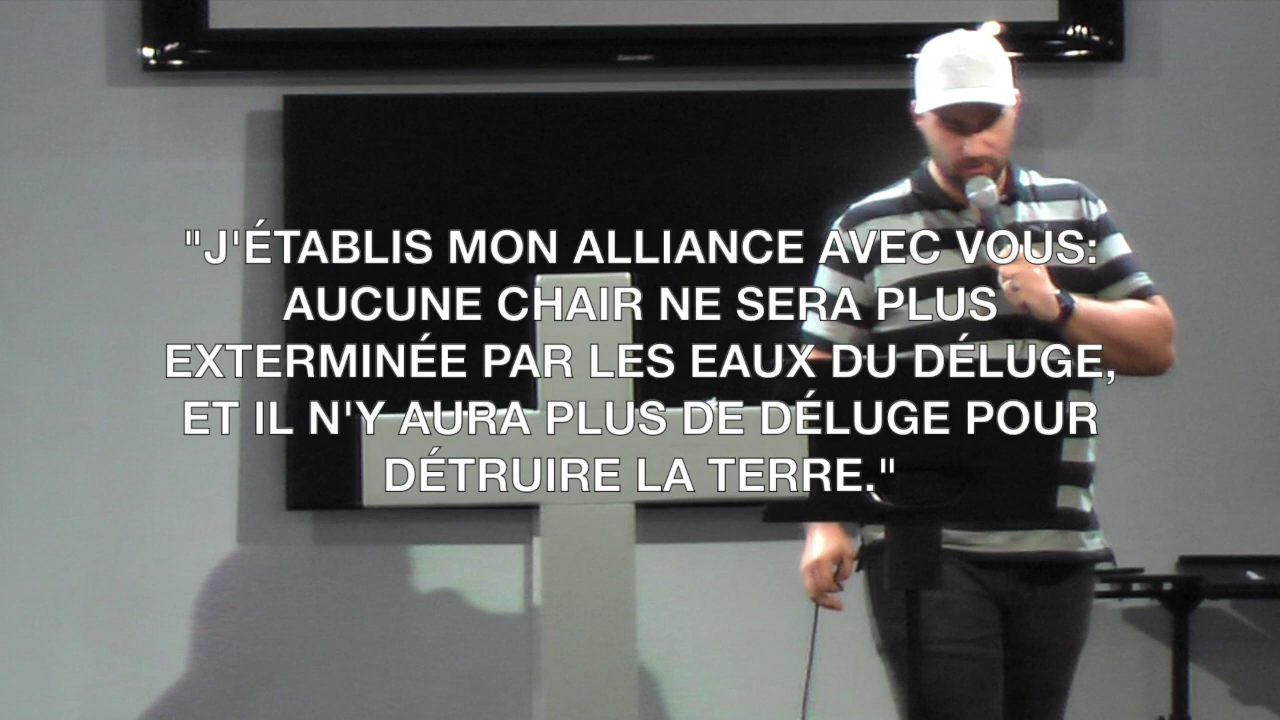 "J'ÉTABLIS MON ALLIANCE AVEC VOUS:
AUCUNE CHAIR NE SERA PLUS
EXTERMINÉE PAR LES EAUX DU DÉLUGE,
ET IL N'Y AURA PLUS DE DÉLUGE POUR
DÉTRUIRE LA TERRE."